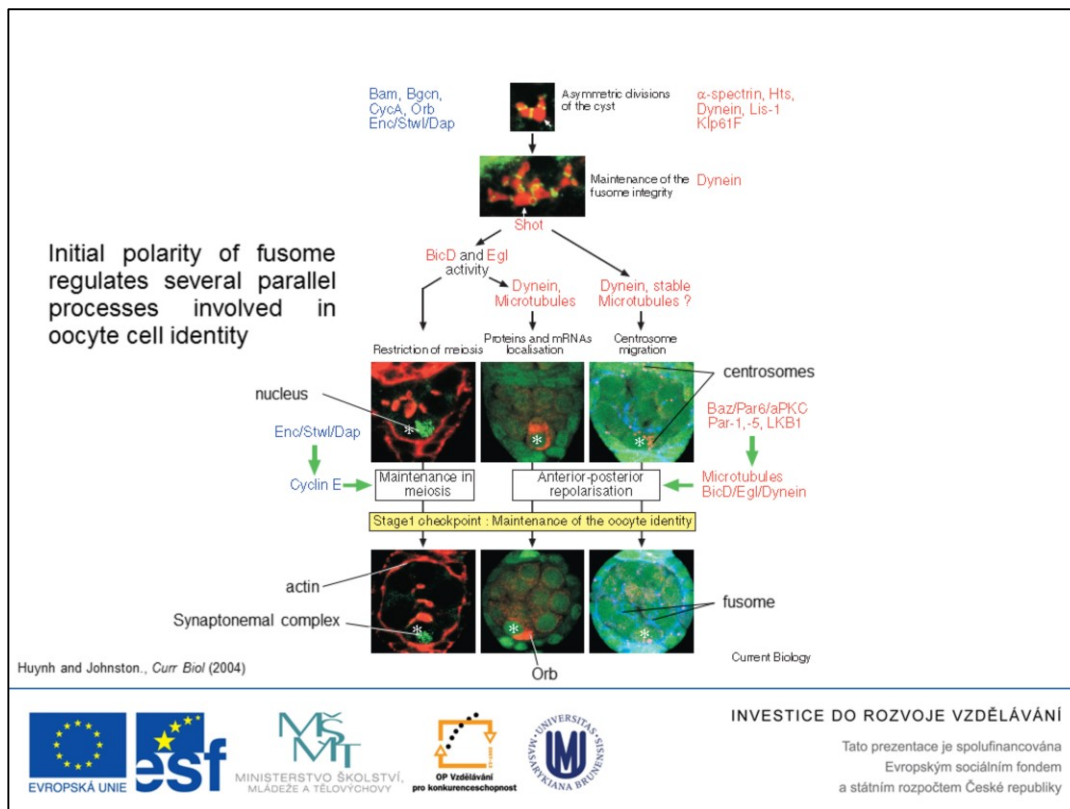 Bam, Bgcn,
CycA, Orb
Enc/Stwl/Dap
Asymmetric divisions
of the cyst
α-spectrin, Hts,
Dynein, Lis-1
Klp61F
Maintenance of the
fusome integrity
Dynein
Shot
Initial polarity of fusome
regulates several parallel
processes involved in
oocyte cell identity
BicD and Egl
activity
Dynein,
Microtubules
Dynein, stable
Microtubules ?
Restriction of meiosis
Proteins and mRNAs
localisation
Centrosome
migration
nucleus
*
*
*
centrosomes
Enc/Stwl/Dap
Baz/Par6/aPKC
Par-1,-5, LKB1
Cyclin E
Maintenance in
meiosis
Anterior-posterior
repolarisation
Microtubules
BicD/Egl/Dynein
Stage1 checkpoint : Maintenance of the oocyte identity
actin
Synaptonemal complex
*
*
*
fusome
Orb
Current Biology
Huynh and Johnston., Curr Biol (2004)
EVROPSKÁ UNIE
esf
MŠMT
MINISTERSTVO ŠKOLSTVÍ,
MLÁDEŽE A TĚLOVÝCHOVY
OP Vzdělávání
pro konkurenceschopnost
UNIVERSITAS MASARYKIANA BRUNENSIS
INVESTICE DO ROZVOJE VZDĚLÁVÁNÍ
Tato prezentace je spolufinancována
Evropským sociálním fondem
a státním rozpočtem České republiky